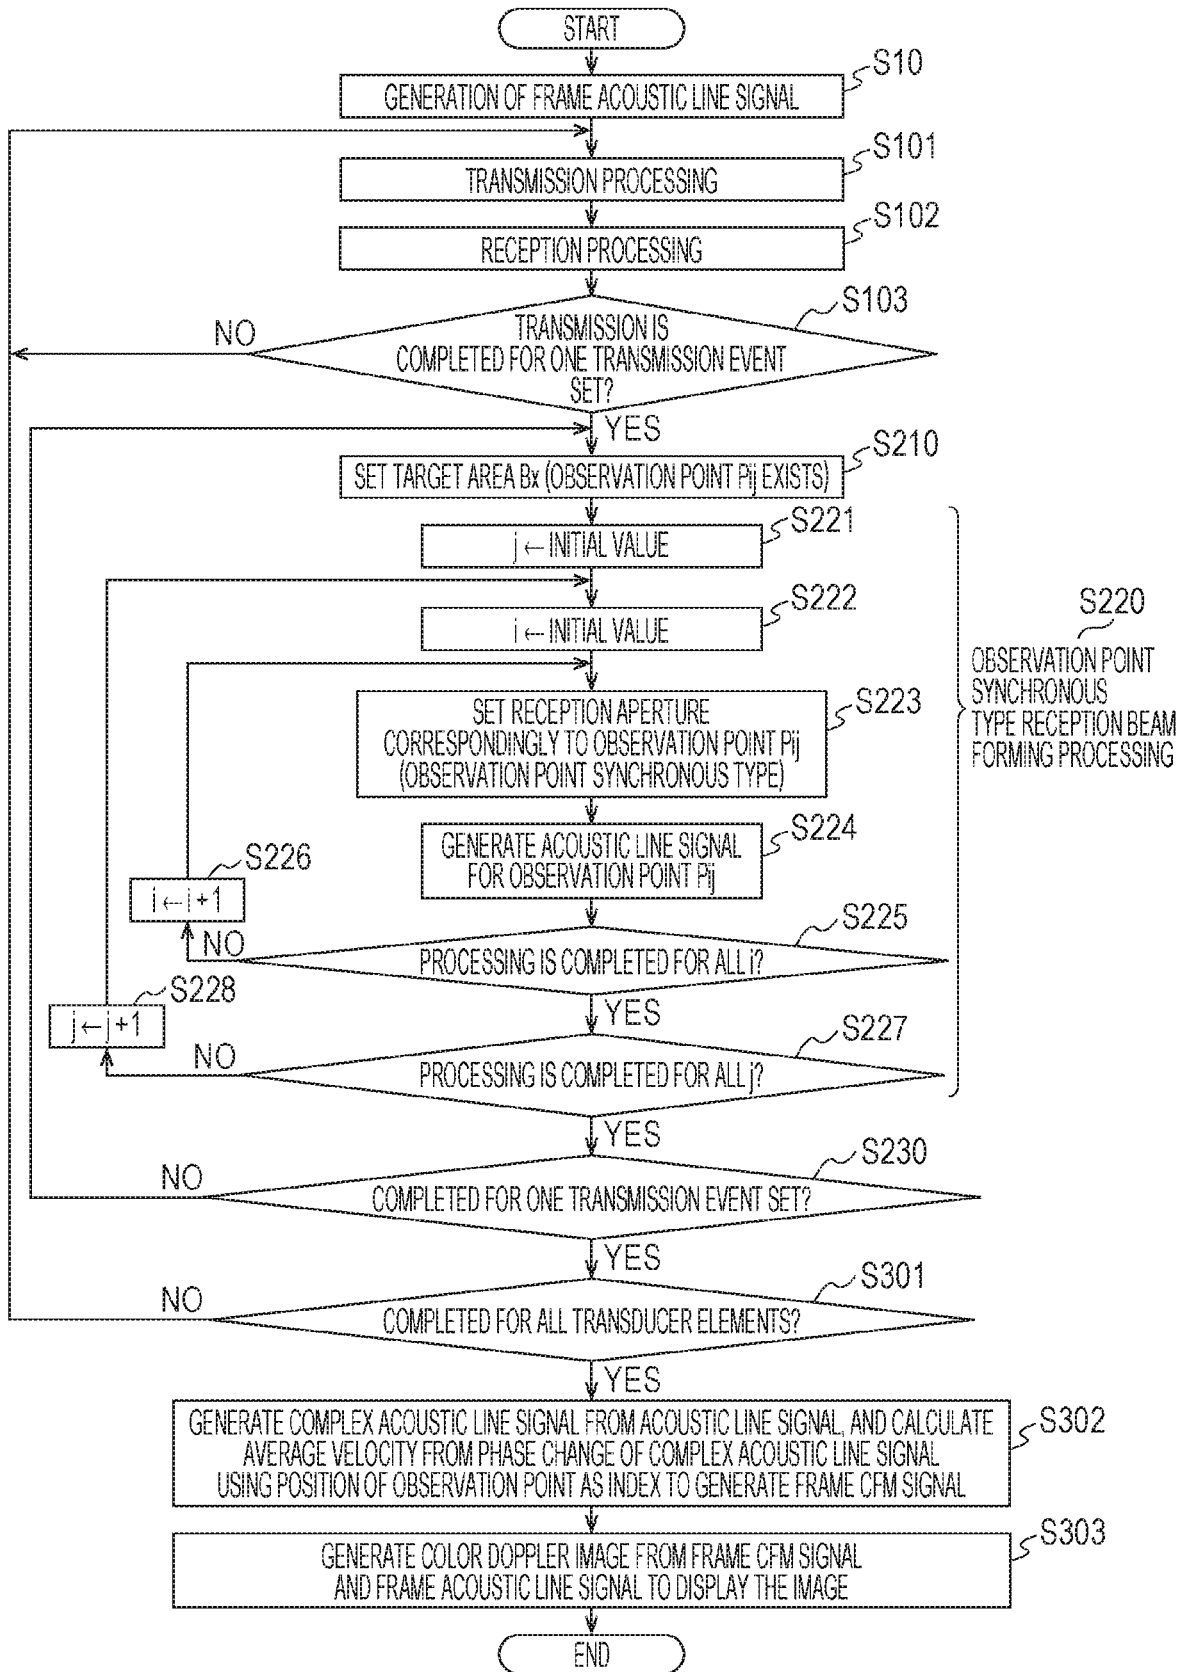 START
S10
GENERATION OF FRAME ACOUSTIC LINE SIGNAL
S101
TRANSMISSION PROCESSING
S102
RECEPTION PROCESSING
S103
NO
TRANSMISSION IS
COMPLETED FOR ONE TRANSMISSION EVENT
SET?
YES
S210
SET TARGET AREA Bx (OBSERVATION POINT Pij EXISTS)
S221
j ← INITIAL VALUE
S222
i ← INITIAL VALUE
S220
OBSERVATION POINT
SYNCHRONOUS
TYPE RECEPTION BEAM
FORMING PROCESSING
S223
SET RECEPTION APERTURE
CORRESPONDINGLY TO OBSERVATION POINT Pij
(OBSERVATION POINT SYNCHRONOUS TYPE)
S224
GENERATE ACOUSTIC LINE SIGNAL
FOR OBSERVATION POINT Pij
S226
i ← i + 1
S225
NO
PROCESSING IS COMPLETED FOR ALL i?
YES
S228
j ← j + 1
S227
NO
PROCESSING IS COMPLETED FOR ALL j?
YES
S230
NO
COMPLETED FOR ONE TRANSMISSION EVENT SET?
YES
S301
NO
COMPLETED FOR ALL TRANSDUCER ELEMENTS?
YES
S302
GENERATE COMPLEX ACOUSTIC LINE SIGNAL FROM ACOUSTIC LINE SIGNAL, AND CALCULATE
AVERAGE VELOCITY FROM PHASE CHANGE OF COMPLEX ACOUSTIC LINE SIGNAL
USING POSITION OF OBSERVATION POINT AS INDEX TO GENERATE FRAME CFM SIGNAL
S303
GENERATE COLOR DOPPLER IMAGE FROM FRAME CFM SIGNAL
AND FRAME ACOUSTIC LINE SIGNAL TO DISPLAY THE IMAGE
END